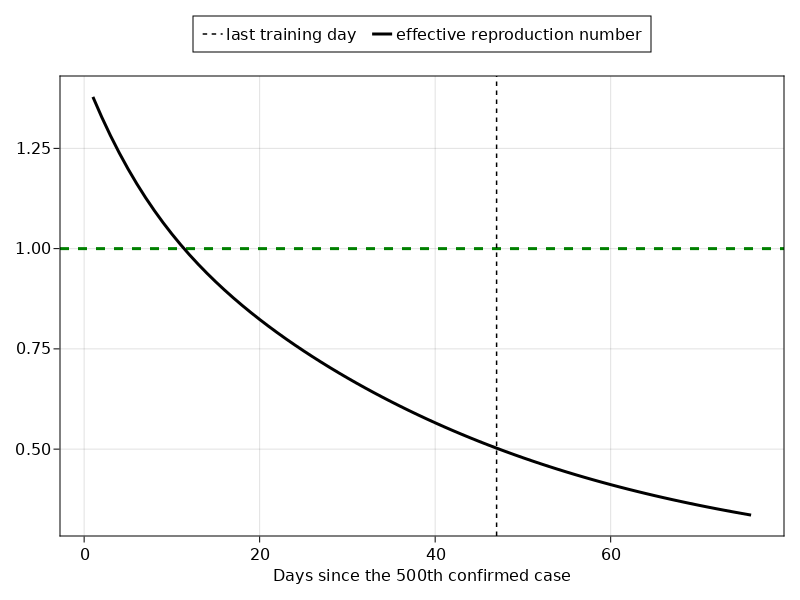 last training day effective reproduction number
1.25
1.00
0.75
0.50
0 20 40 60
Days since the 500th confirmed case